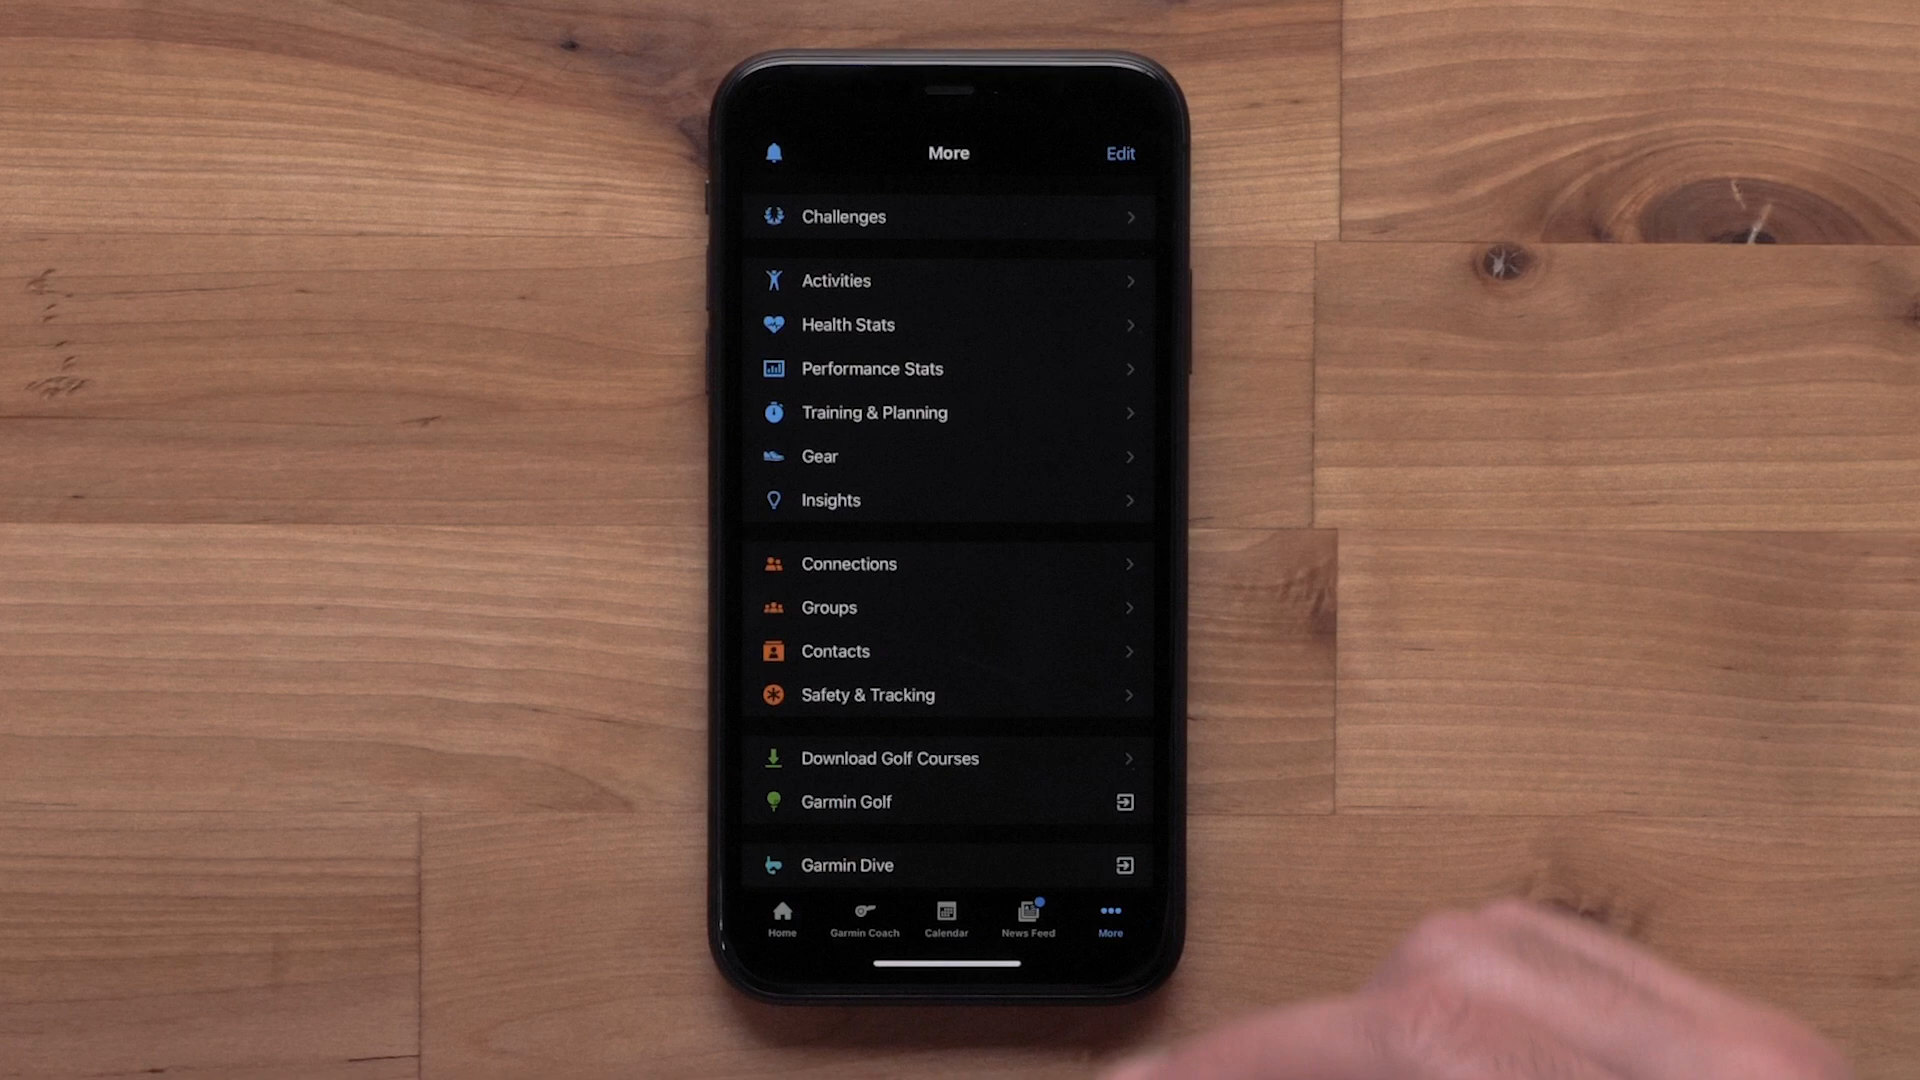 More
Edit
Challenges
Activities
Health Stats
Performance Stats
Training & Planning
Gear
Insights
Connections
Groups
Contacts
Safety & Tracking
Download Golf Courses
Garmin Golf
Garmin Dive
Home
Garmin Coach
Calendar
News Feed
More